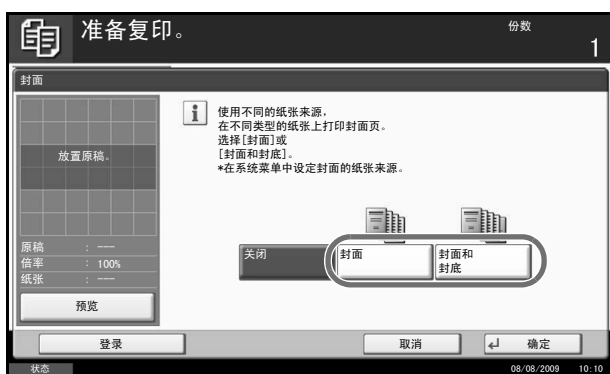 准备复印。
份数
1
封面
放置原稿。
原稿 : ---
倍率 : 100%
纸张 : ---
预览
使用不同的纸张来源，
在不同类型的纸张上打印封面页。
选择[封面]或
[封面和封底]。
*在系统菜单中设定封面的纸张来源。
关闭
封面
封面和
封底
登录
取消
确定
状态
08/08/2009 10:10